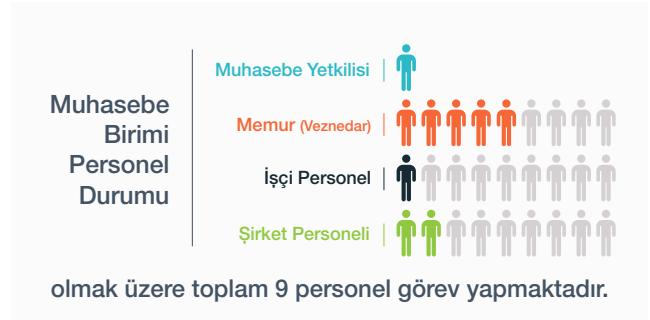 Muhasebe
Birimi
Personel
Durumu
Muhasebe Yetkilisi
Memur (Veznedar)
İşçi Personel
Şirket Personeli
olmak üzere toplam 9 personel görev yapmaktadır.